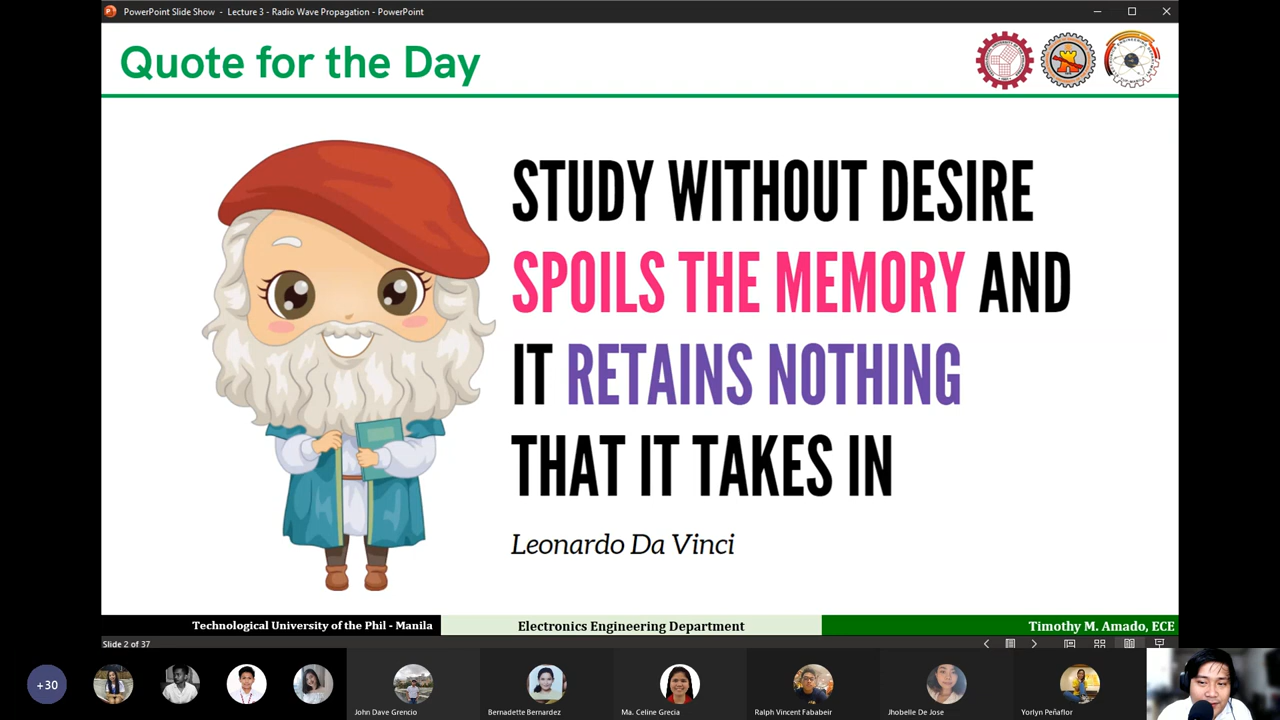 PowerPoint Slide Show - Lecture 3 - Radio Wave Propagation - PowerPoint
Quote for the Day
STUDY WITHOUT DESIRE
SPOILS THE MEMORY AND
IT RETAINS NOTHING
THAT IT TAKES IN
Leonardo Da Vinci
Technological University of the Phil - Manila
Electronics Engineering Department
Timothy M. Amado, ECE
Slide 2 of 37
+30
John Dave Grencio
Bernadette Bernardez
Ma. Celine Grecia
Ralph Vincent Fababeir
Jhobelle De Jose
Yorlyn Peñaflor